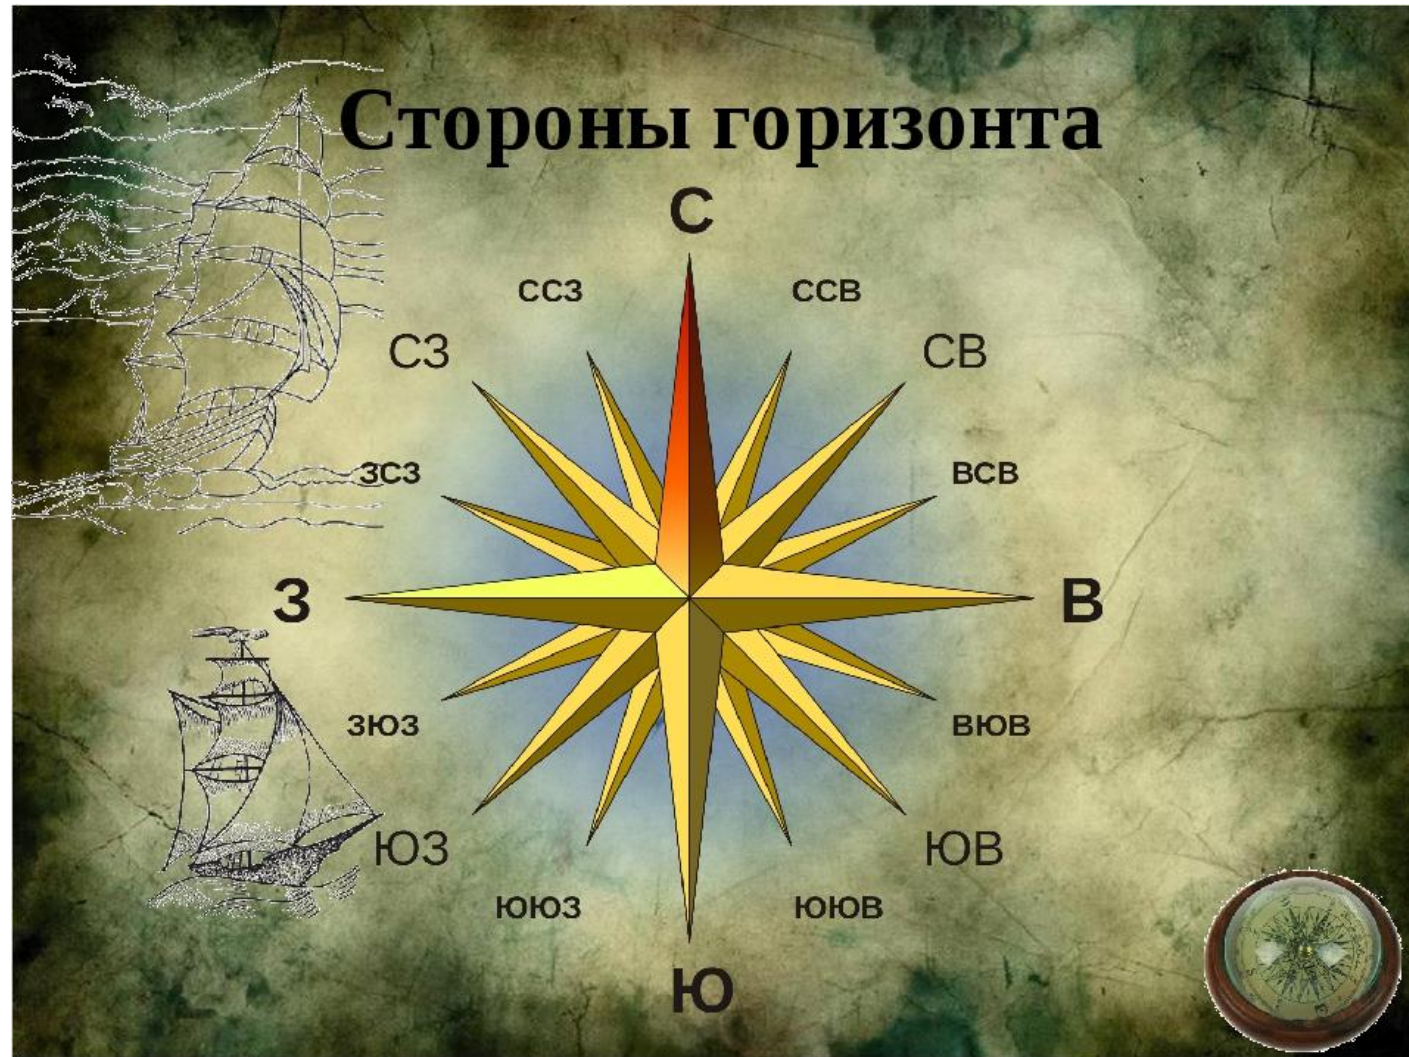 Стороны горизонта
С
ССЗ ССВ
СЗ СВ
ЗСЗ ВСВ
З В
ЗЮЗ ВЮВ
ЮЗ ЮВ
ЮЮЗ ЮЮВ
Ю